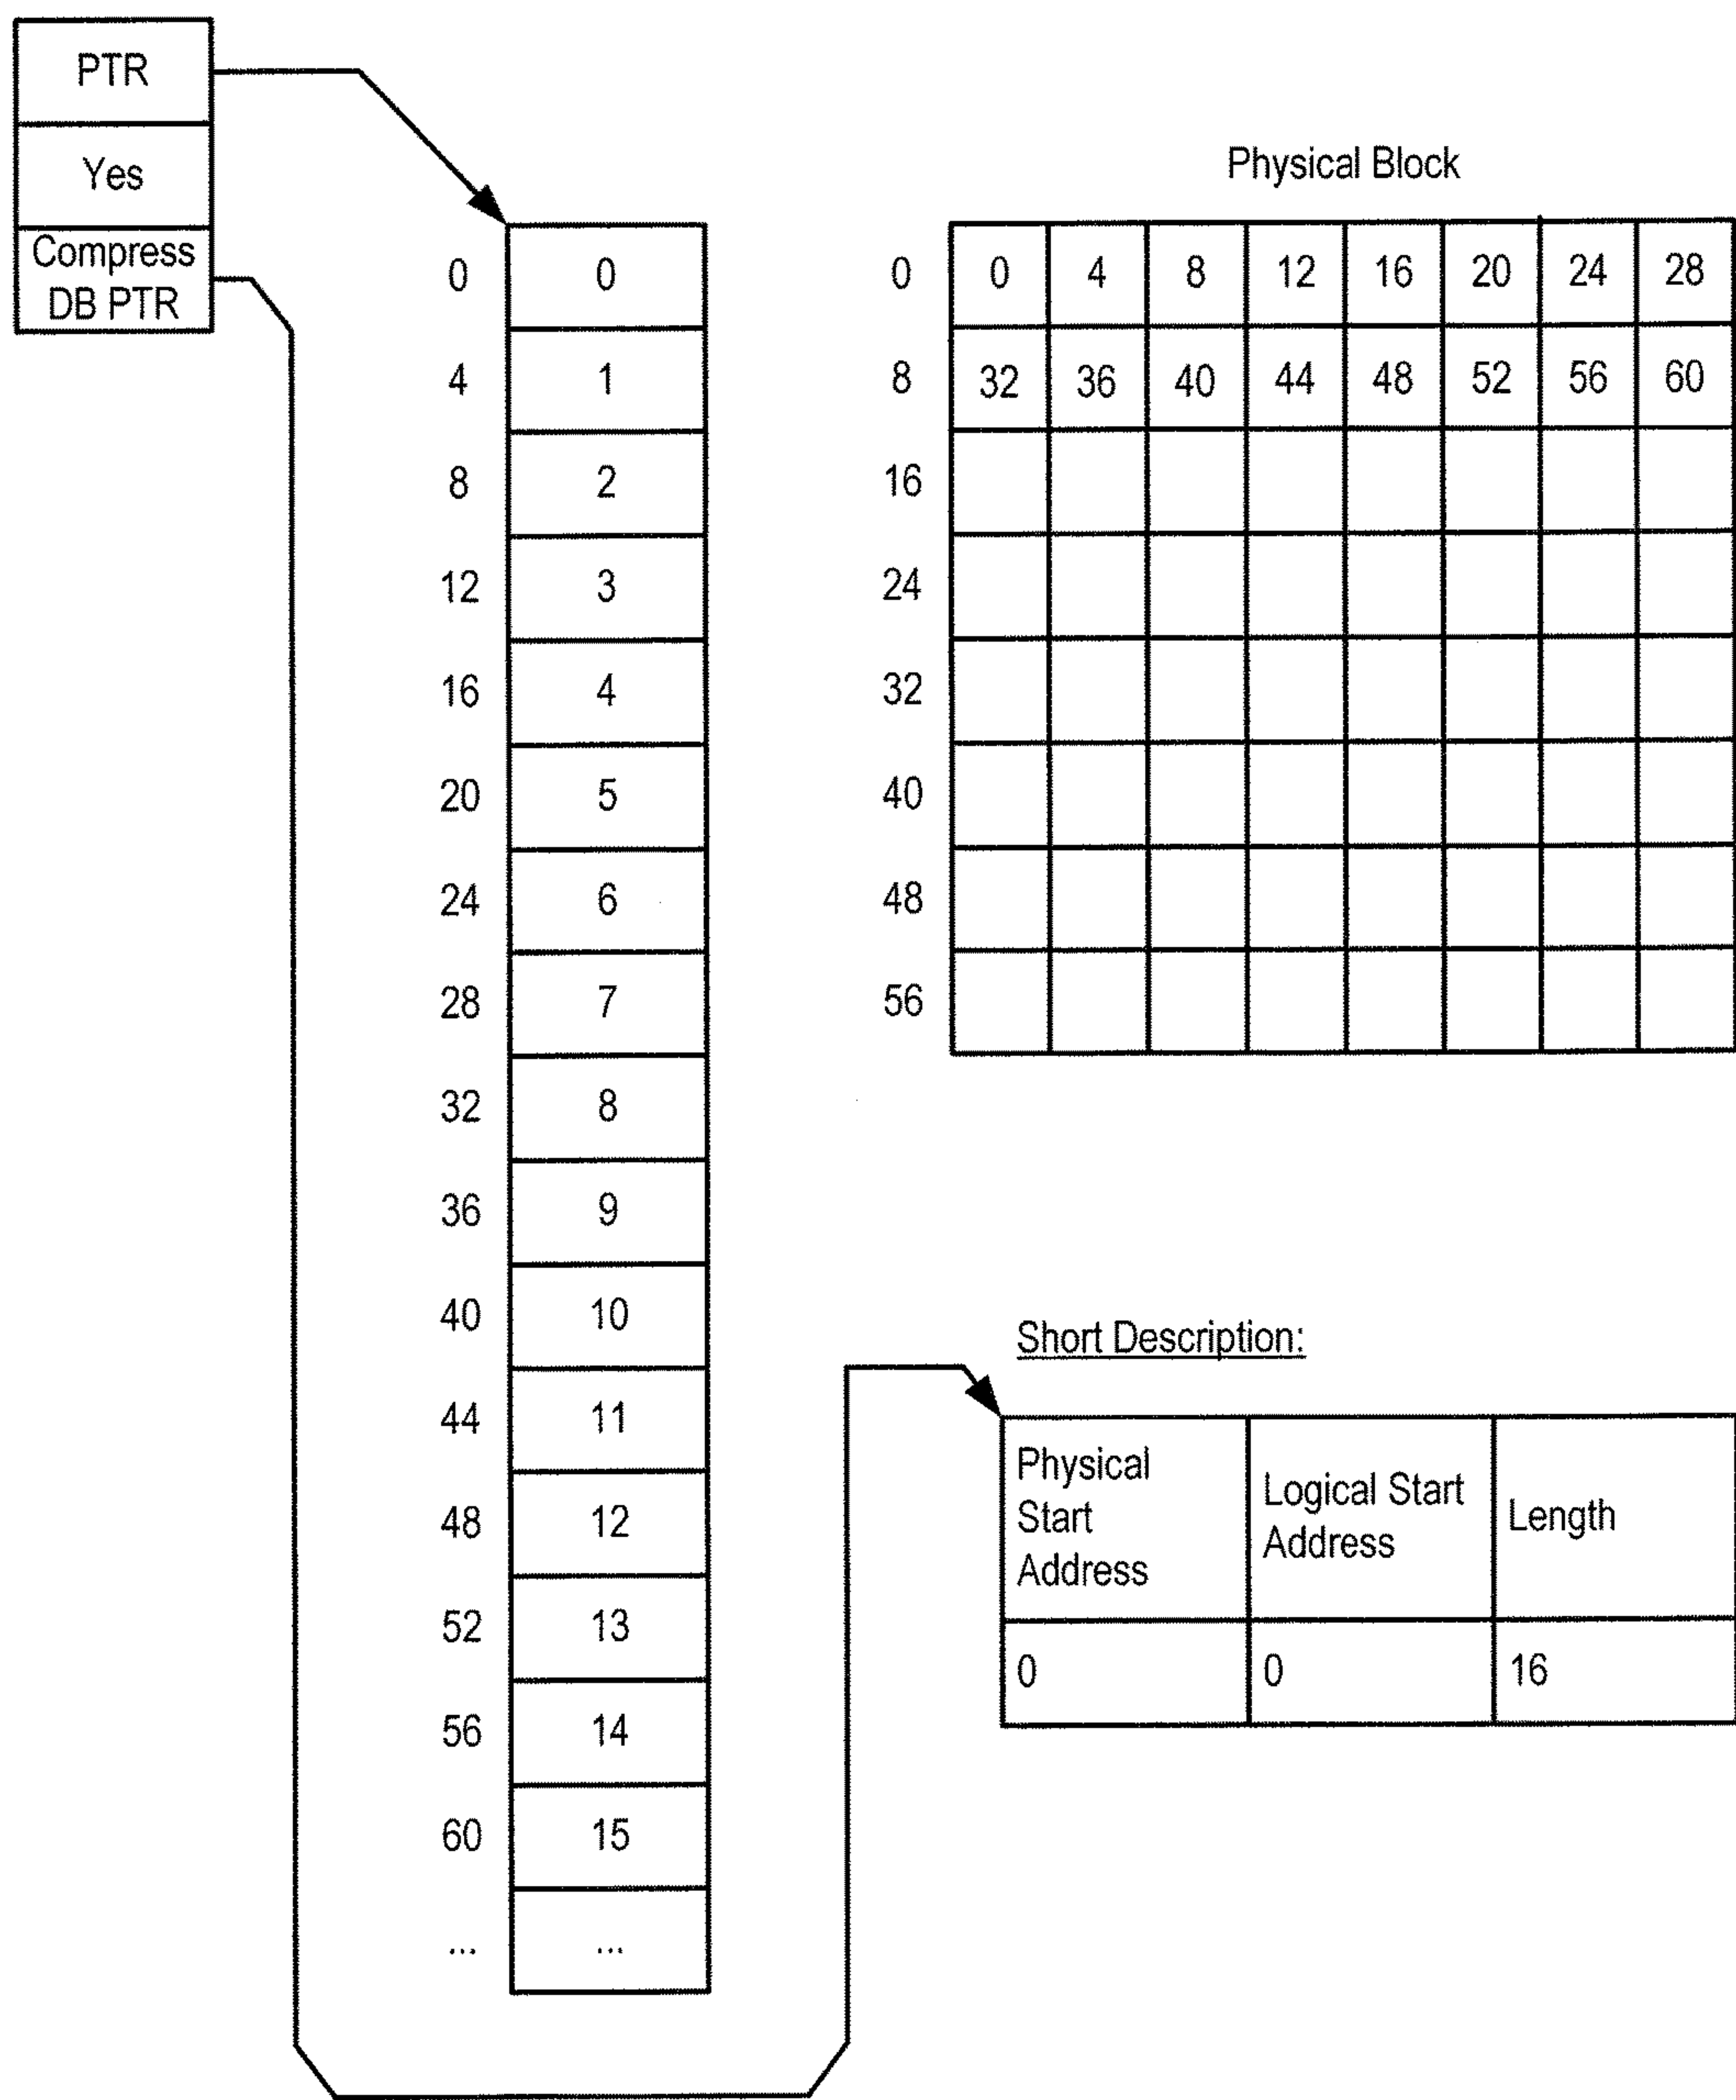 PTR
Yes
Compress
DB PTR
0 0
4 1
8 2
12 3
16 4
20 5
24 6
28 7
32 8
36 9
40 10
44 11
48 12
52 13
56 14
60 15
... ...
Physical Block
0 0 4 8 12 16 20 24 28
8 32 36 40 44 48 52 56 60
16
24
32
40
48
56
Short Description:
Physical
Start
Address
Logical Start
Address
Length
0 0 16